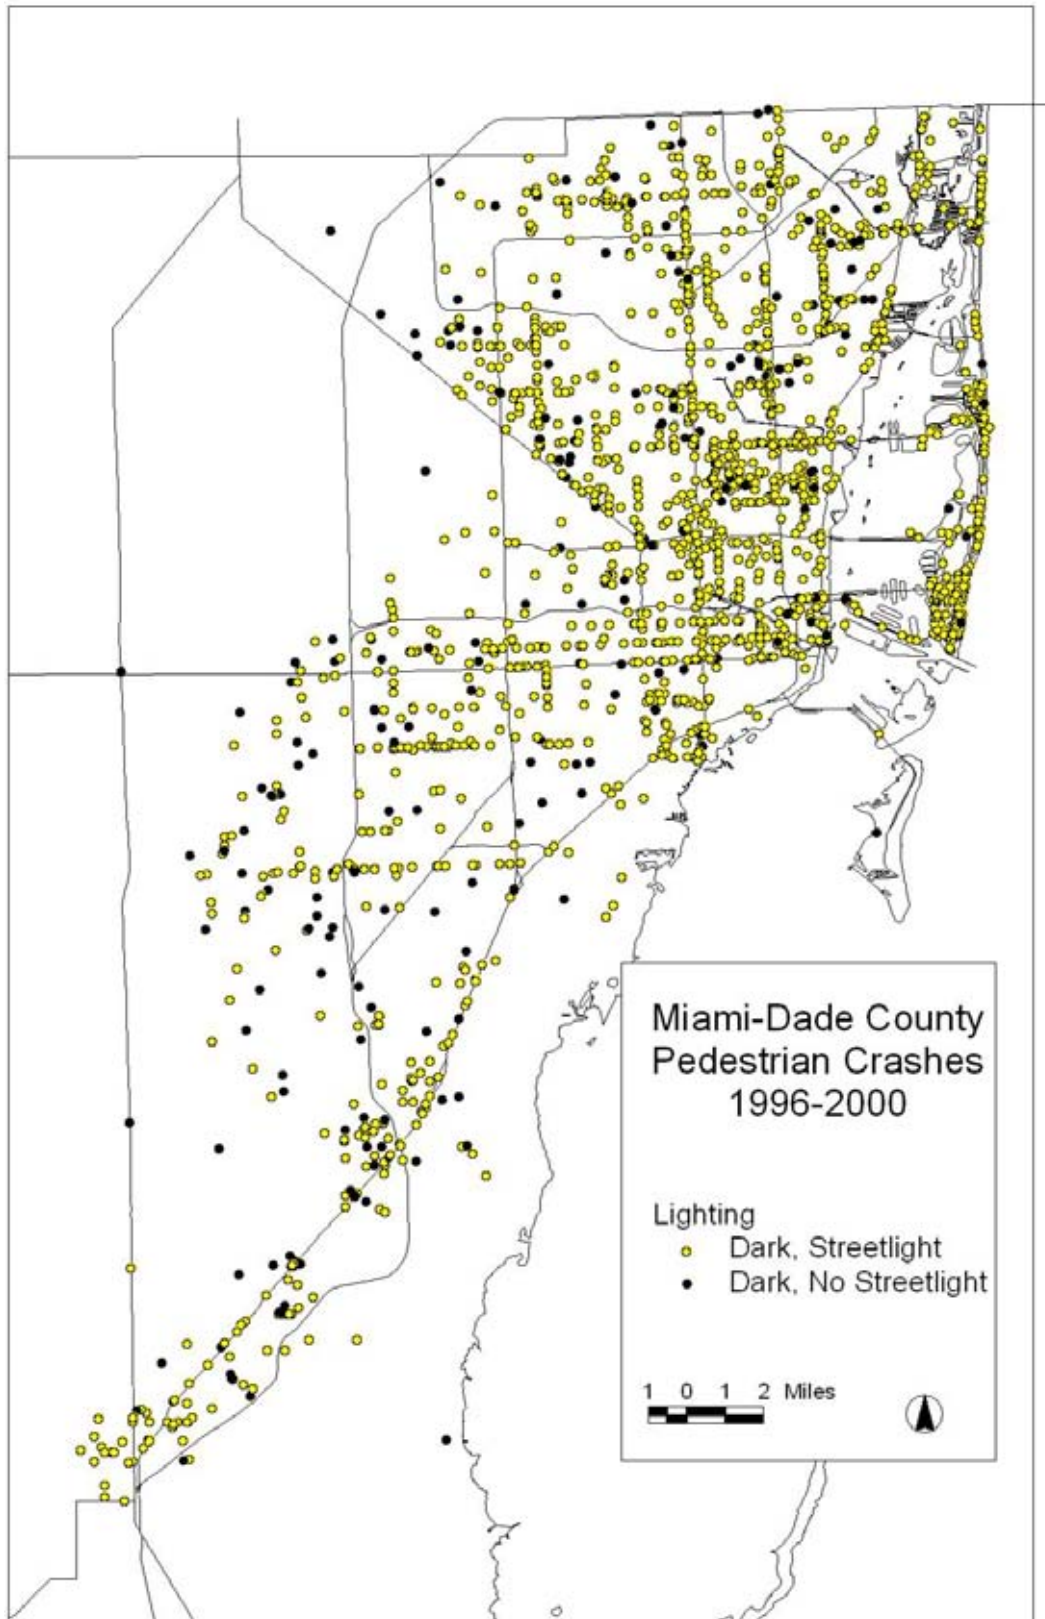 Miami-Dade County
Pedestrian Crashes
1996-2000
Lighting
Dark, Streetlight
Dark, No Streetlight
1 0 1 2 Miles